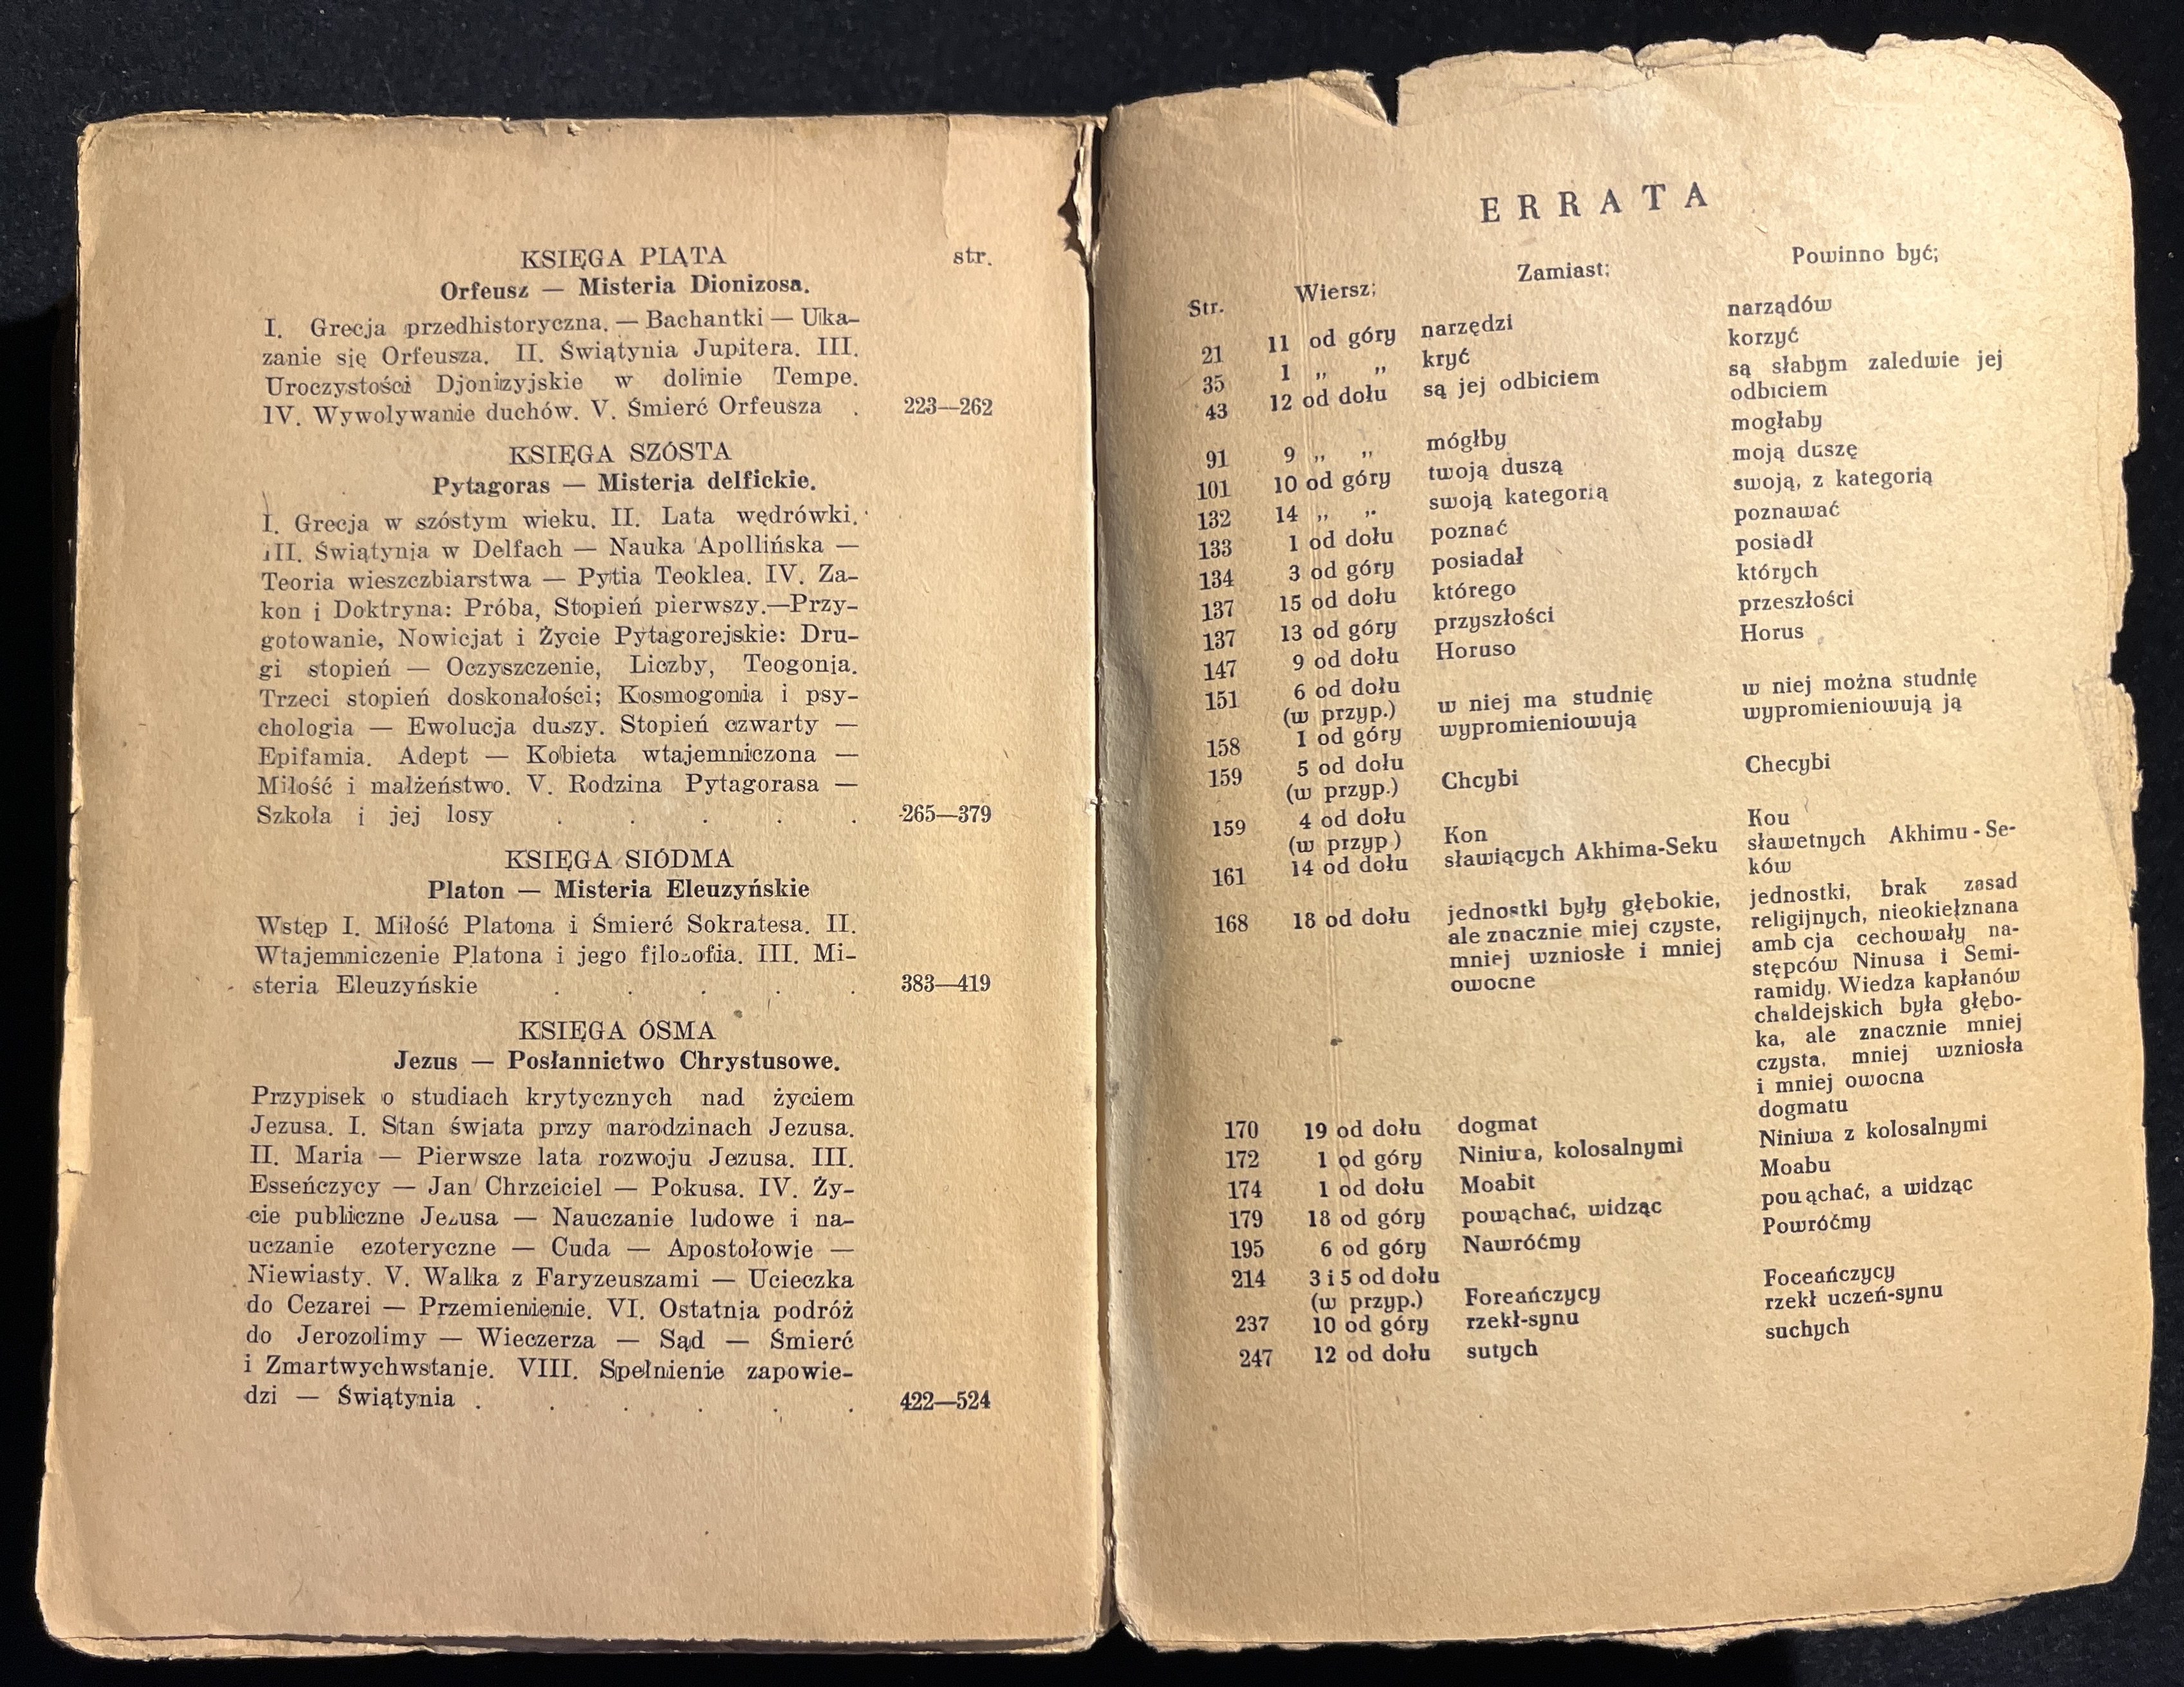 KSIĘGA PIĄTA str.
Orfeusz — Misteria Dionizosa.
I. Grecja przedhistoryczna. — Bachantki — Uka-
zanie się Orfeusza. II. Świątynia Jupitera. III.
Uroczystości Djonizyjskie w dolinie Tempe.
IV. Wywolywanie duchów. V. Śmierć Orfeusza . 223—262
KSIĘGA SZÓSTA
Pytagoras — Misteria delfickie.
I. Grecja w szóstym wieku. II. Lata wędrówki.
III. Świątynia w Delfach — Nauka Apollińska —
Teoria wieszczbiarstwa — Pytia Teoklea. IV. Za-
kon i Doktryna: Próba, Stopień pierwszy.—Przy-
gotowanie, Nowicjat i Życie Pytagorejskie: Dru-
gi stopień — Oczyszczenie, Liczby, Teogonia.
Trzeci stopień doskonałości; Kosmogonia i psy-
chologia — Ewolucja duszy. Stopień czwarty —
Epifamia. Adept — Kobieta wtajemniczona —
Miłość i małżeństwo. V. Rodzina Pytagorasa —
Szkoła i jej losy . . . . . 265—379
KSIĘGA SIÓDMA
Platon — Misteria Eleuzyńskie
Wstęp I. Miłość Platona i Śmierć Sokratesa. II.
Wtajemniczenie Platona i jego filozofia. III. Mi-
steria Eleuzyńskie . . . . . 383—419
KSIĘGA ÓSMA
Jezus — Posłannictwo Chrystusowe.
Przypisek o studiach krytycznych nad życiem
Jezusa. I. Stan świata przy narodzinach Jezusa.
II. Maria — Pierwsze lata rozwoju Jezusa. III.
Esseńczycy — Jan Chrzciciel — Pokusa. IV. Ży-
cie publiczne Jezusa — Nauczanie ludowe i na-
uczanie ezoteryczne — Cuda — Apostołowie —
Niewiasty. V. Walka z Faryzeuszami — Ucieczka
do Cezarei — Przemienienie. VI. Ostatnia podróż
do Jerozolimy — Wieczerza — Sąd — Śmierć
i Zmartwychwstanie. VIII. Spełnienie zapowie-
dzi — Świątynia . . . . . . 422—524
ERRATA
Str. Wiersz; Zamiast; Powinno być;
21 11 od góry narzędzi narządów
35 1 „ „ kryć korzyć
43 12 od dołu są jej odbiciem są słabym zaledwie jej
odbiciem
91 9 „ „ mógłby mogłaby
101 10 od góry twoją duszą moją duszę
132 14 „ „ swoją kategorią swoją, z kategorią
133 1 od dołu poznać poznawać
134 3 od góry posiadał posiadł
137 15 od dołu którego których
137 13 od góry przyszłości przeszłości
147 9 od dołu Horuso Horus
151 6 od dołu
(w przyp.) w niej ma studnię w niej można studnię
158 1 od góry wypromieniowują wypromieniowują ją
159 5 od dołu
(w przyp.) Chcybi Checybi
159 4 od dołu
(w przyp) Kon Kou
161 14 od dołu sławiących Akhima-Seku sławetnych Akhimu-Se-
ków
168 18 od dołu jednostki były głębokie, jednostki, brak zasad
ale znacznie miej czyste, religijnych, nieokiełznana
mniej wzniosłe i mniej amb cja cechowały na-
owocne stępców Ninusa i Semi-
ramidy. Wiedza kapłanów
chaldejskich była głębo-
ka, ale znacznie mniej
czysta, mniej wzniosła
i mniej owocna
170 19 od dołu dogmat dogmatu
172 1 od góry Niniwa, kolosalnymi Niniwa z kolosalnymi
174 1 od dołu Moabit Moabu
179 18 od góry powąchać, widząc powąchać, a widząc
195 6 od góry Nawróćmy Powróćmy
214 3 i 5 od dołu
(w przyp.) Foreańczycy Foceańczycy
237 10 od góry rzekł-synu rzekł uczeń-synu
247 12 od dołu sutych suchych